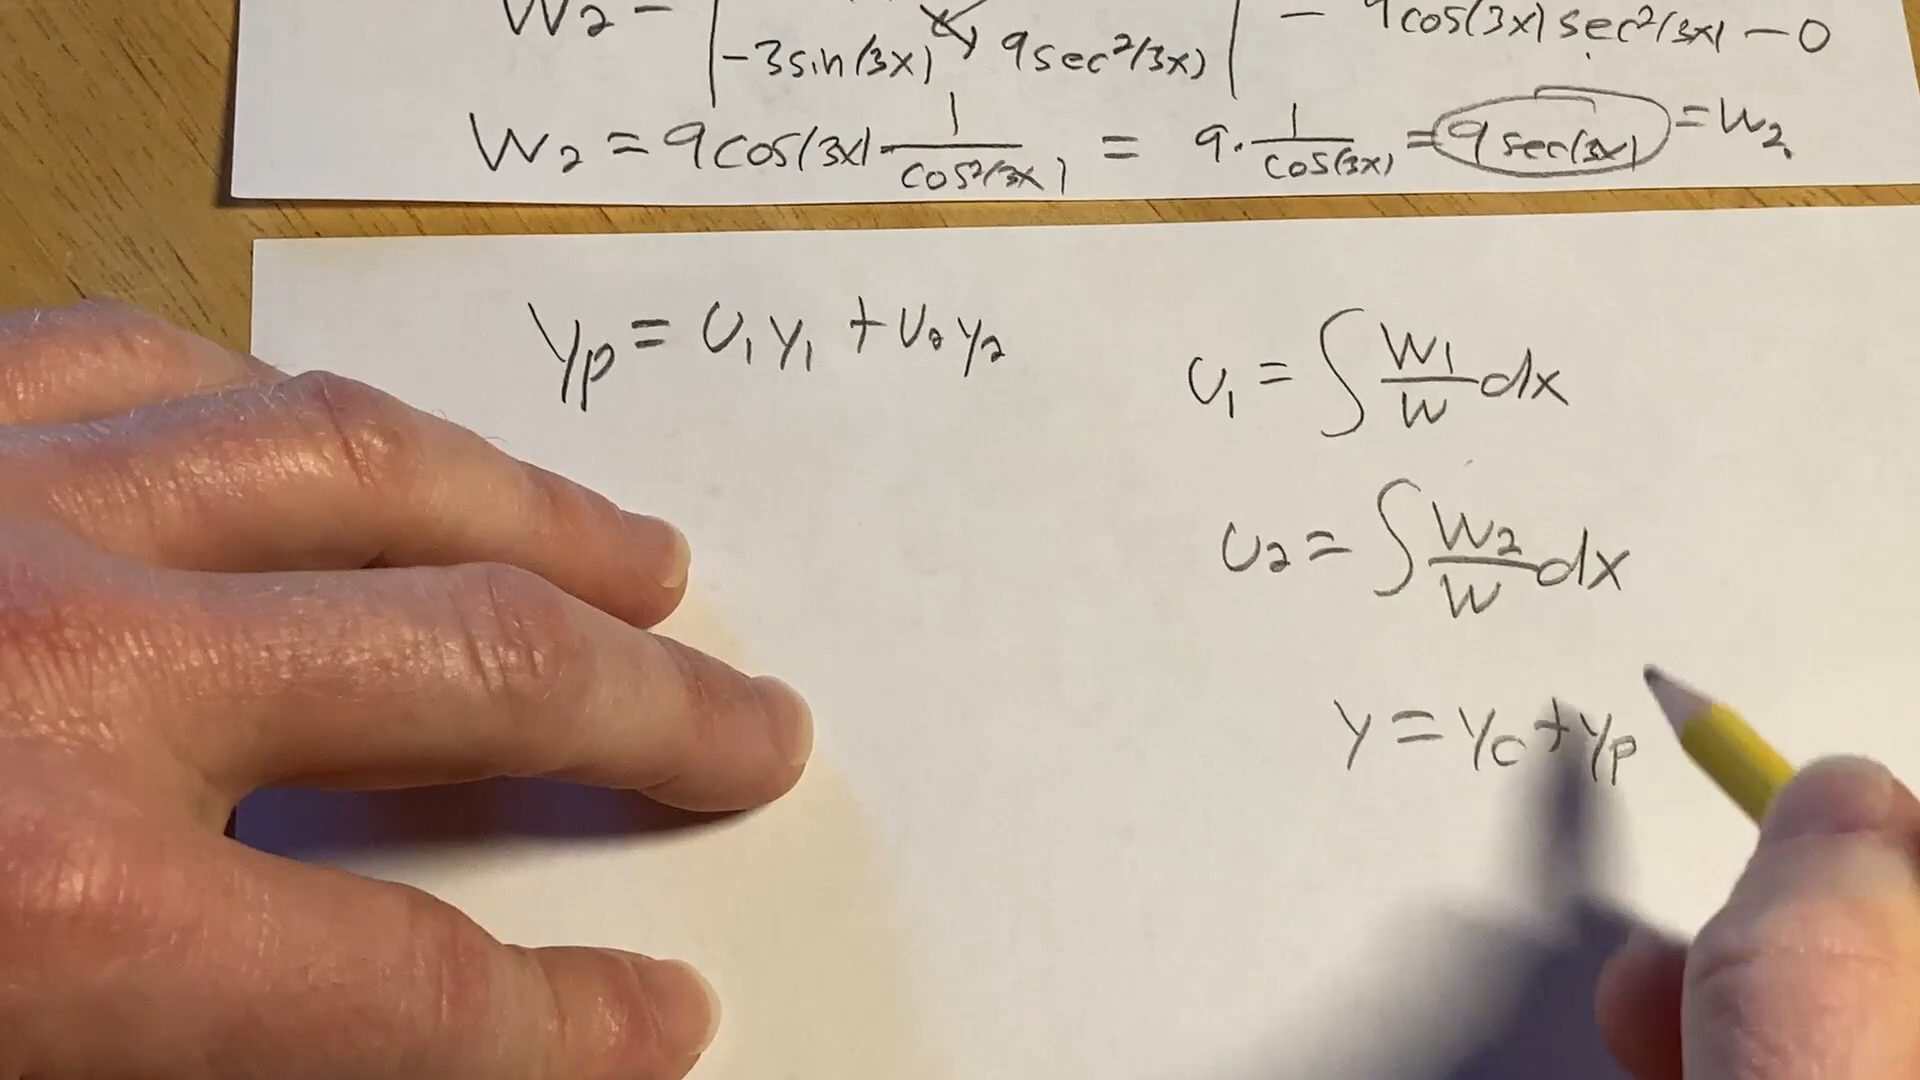 W2 = | -3sin(3x) 9sec²(3x) | = 9cos(3x)sec²(3x) - 0
W2 = 9cos(3x) · 1/cos²(3x) = 9 · 1/cos(3x) = 9sec(3x) = W2
yp = u1y1 + u2y2
u1 = ∫ W1/W dx
u2 = ∫ W2/W dx
y = yc + yp